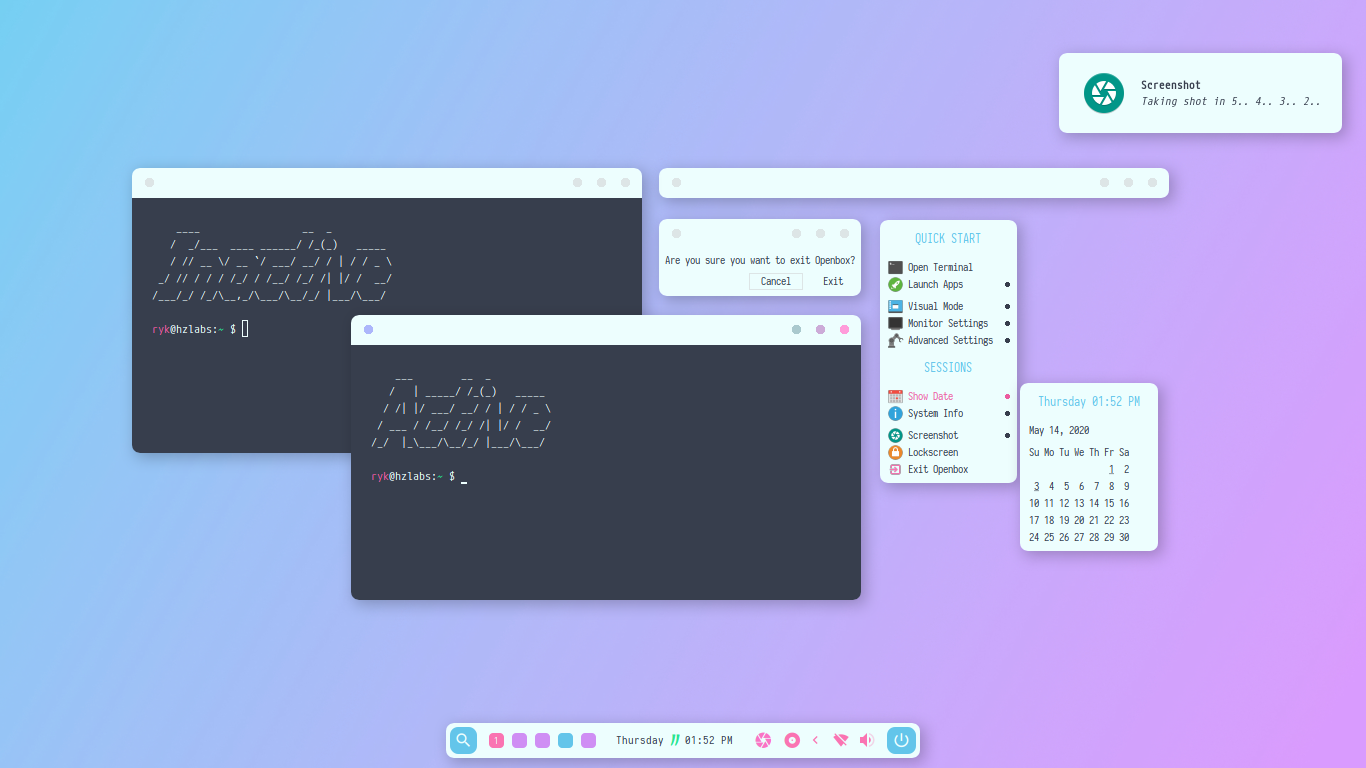 Screenshot
Taking shot in 5.. 4.. 3.. 2..
Inactive
ryk@hzlabs:~ $
Are you sure you want to exit Openbox?
Cancel Exit
Active
ryk@hzlabs:~ $
QUICK START
Open Terminal
Launch Apps
Visual Mode
Monitor Settings
Advanced Settings
SESSIONS
Show Date
System Info
Screenshot
Lockscreen
Exit Openbox
Thursday 01:52 PM
May 14, 2020
Su Mo Tu We Th Fr Sa
1 2
3 4 5 6 7 8 9
10 11 12 13 14 15 16
17 18 19 20 21 22 23
24 25 26 27 28 29 30
1
Thursday // 01:52 PM